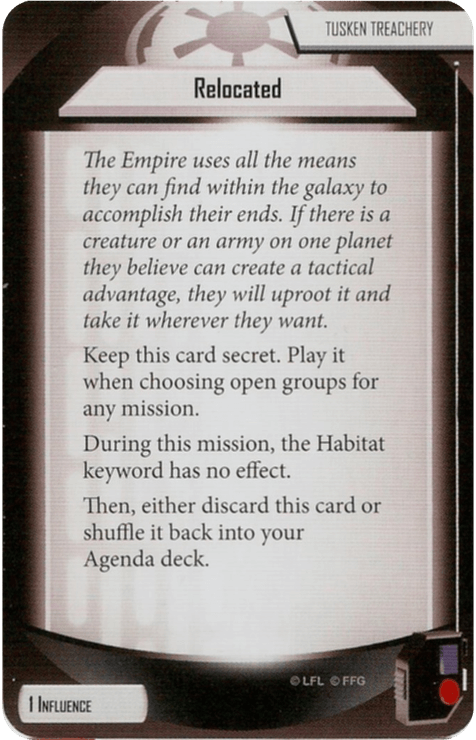 TUSKEN TREACHERY
Relocated
The Empire uses all the means
they can find within the galaxy to
accomplish their ends. If there is a
creature or an army on one planet
they believe can create a tactical
advantage, they will uproot it and
take it wherever they want.
Keep this card secret. Play it
when choosing open groups for
any mission.
During this mission, the Habitat
keyword has no effect.
Then, either discard this card or
shuffle it back into your
Agenda deck.
© LFL © FFG
1 INFLUENCE